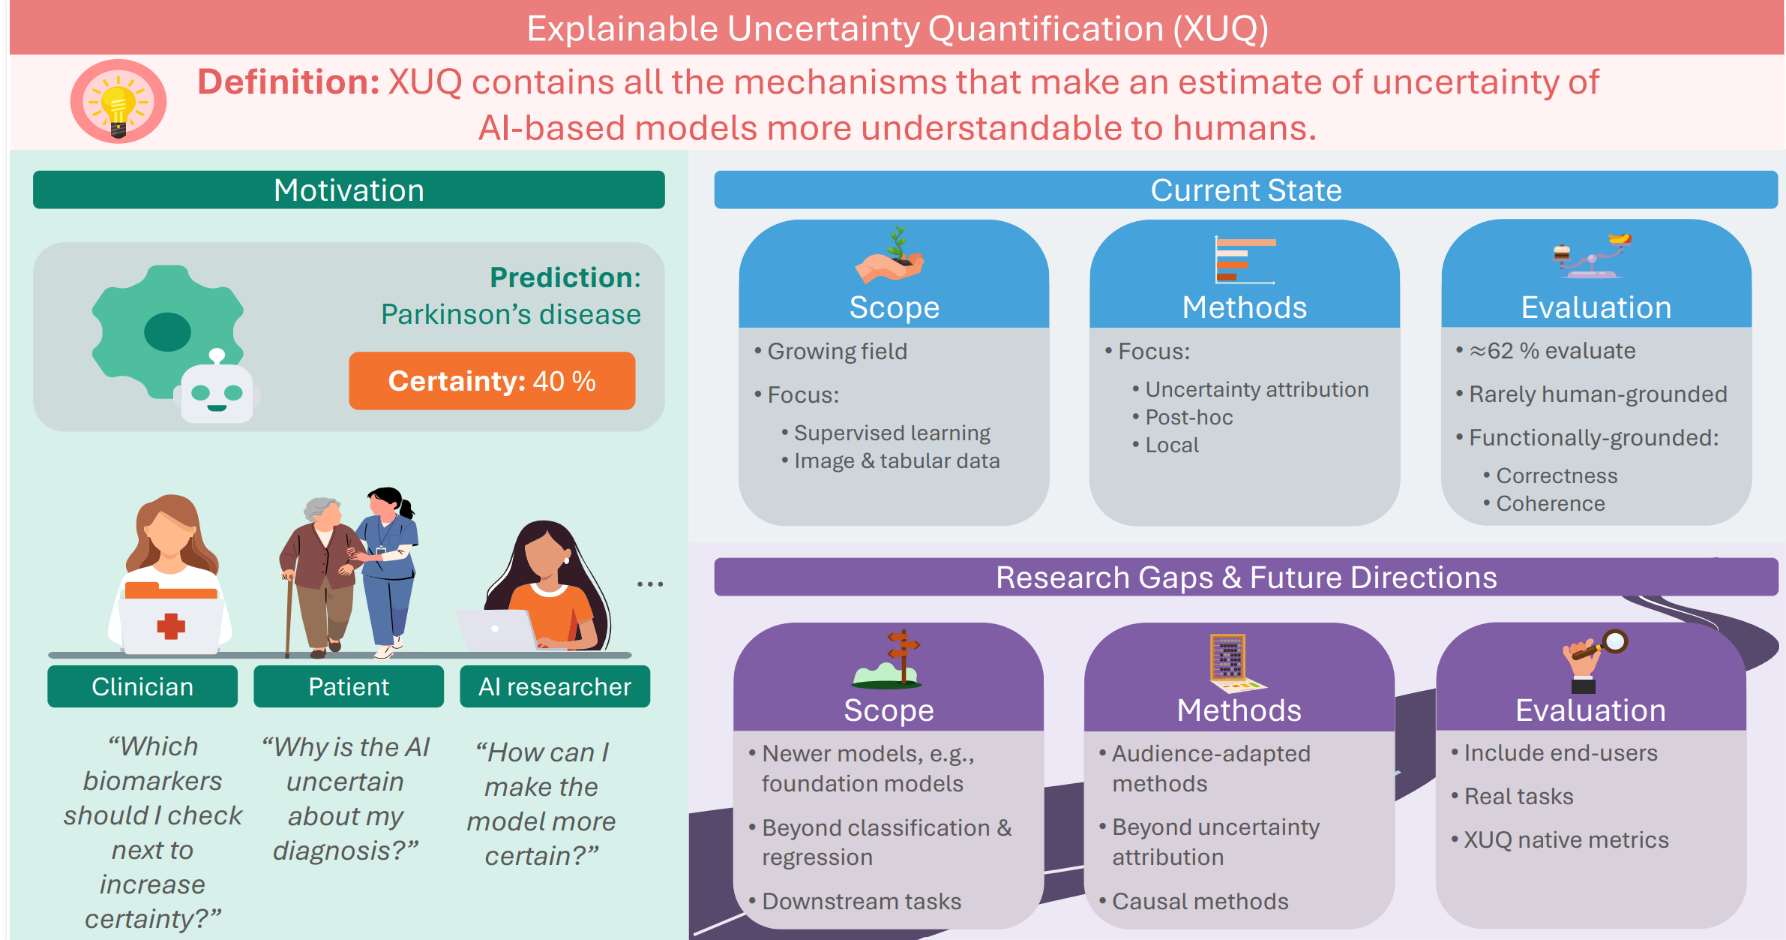 Explainable Uncertainty Quantification (XUQ)
Definition: XUQ contains all the mechanisms that make an estimate of uncertainty of
AI-based models more understandable to humans.
Motivation
Prediction:
Parkinson's disease
Certainty: 40 %
...
Clinician
Patient
AI researcher
“Which
biomarkers
should I check
next to
increase
certainty?”
“Why is the AI
uncertain
about my
diagnosis?”
“How can I
make the
model more
certain?”
Current State
Scope
• Growing field
• Focus:
• Supervised learning
• Image & tabular data
Methods
• Focus:
• Uncertainty attribution
• Post-hoc
• Local
Evaluation
• ≈62 % evaluate
• Rarely human-grounded
• Functionally-grounded:
• Correctness
• Coherence
Research Gaps & Future Directions
Scope
• Newer models, e.g.,
foundation models
• Beyond classification &
regression
• Downstream tasks
Methods
• Audience-adapted
methods
• Beyond uncertainty
attribution
• Causal methods
Evaluation
• Include end-users
• Real tasks
• XUQ native metrics